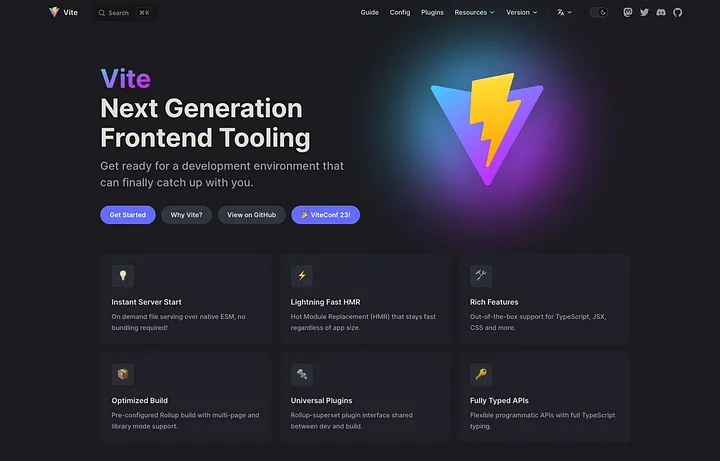 Vite
Search ⌘ K
Guide Config Plugins Resources Version
Vite
Next Generation
Frontend Tooling
Get ready for a development environment that
can finally catch up with you.
Get Started Why Vite? View on GitHub 🎉 ViteConf 23!
Instant Server Start
On demand file serving over native ESM, no
bundling required!
Lightning Fast HMR
Hot Module Replacement (HMR) that stays fast
regardless of app size.
Rich Features
Out-of-the-box support for TypeScript, JSX,
CSS and more.
Optimized Build
Pre-configured Rollup build with multi-page and
library mode support.
Universal Plugins
Rollup-superset plugin interface shared
between dev and build.
Fully Typed APIs
Flexible programmatic APIs with full TypeScript
typing.